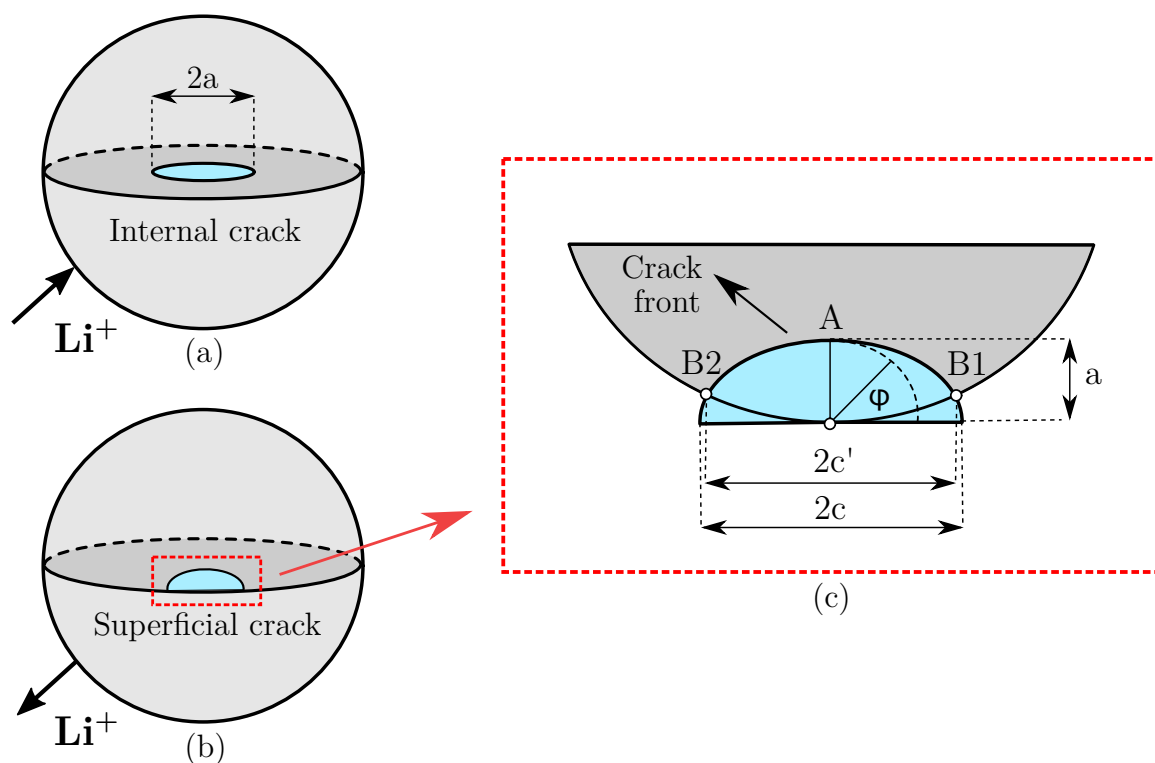 2a
Internal crack
Li+
(a)
Superficial crack
Li+
(b)
Crack
front
A
B2
B1
a
φ
2c'
2c
(c)